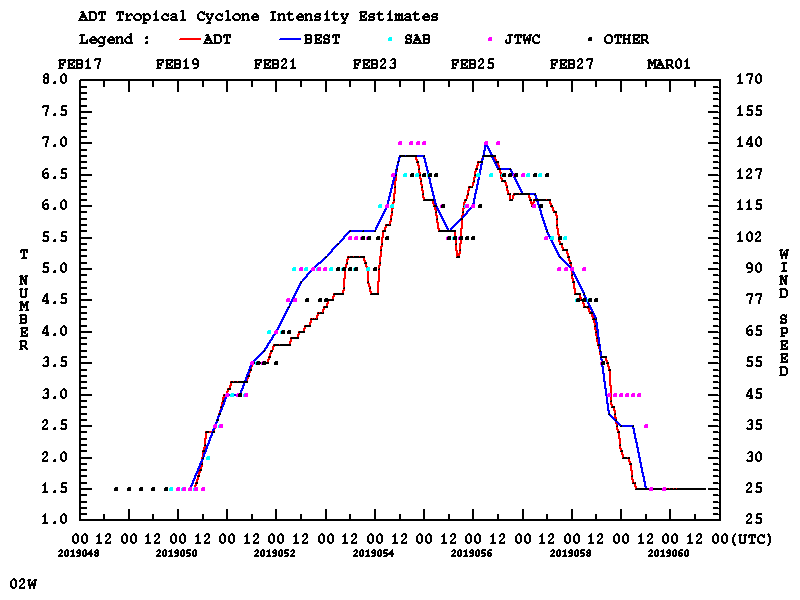 ADT Tropical Cyclone Intensity Estimates
Legend : ADT BEST SAB JTWC OTHER
FEB17 FEB19 FEB21 FEB23 FEB25 FEB27 MAR01
8.0 170
7.5 155
7.0 140
6.5 127
6.0 115
5.5 102
5.0 90
4.5 77
4.0 65
3.5 55
3.0 45
2.5 35
2.0 30
1.5 25
1.0 25
T NUMBER
WIND SPEED
00 12 00 12 00 12 00 12 00 12 00 12 00 12 00 12 00 12 00 12 00 12 00 12 00 12 00 (UTC)
2019048 2019050 2019052 2019054 2019056 2019058 2019060
02W